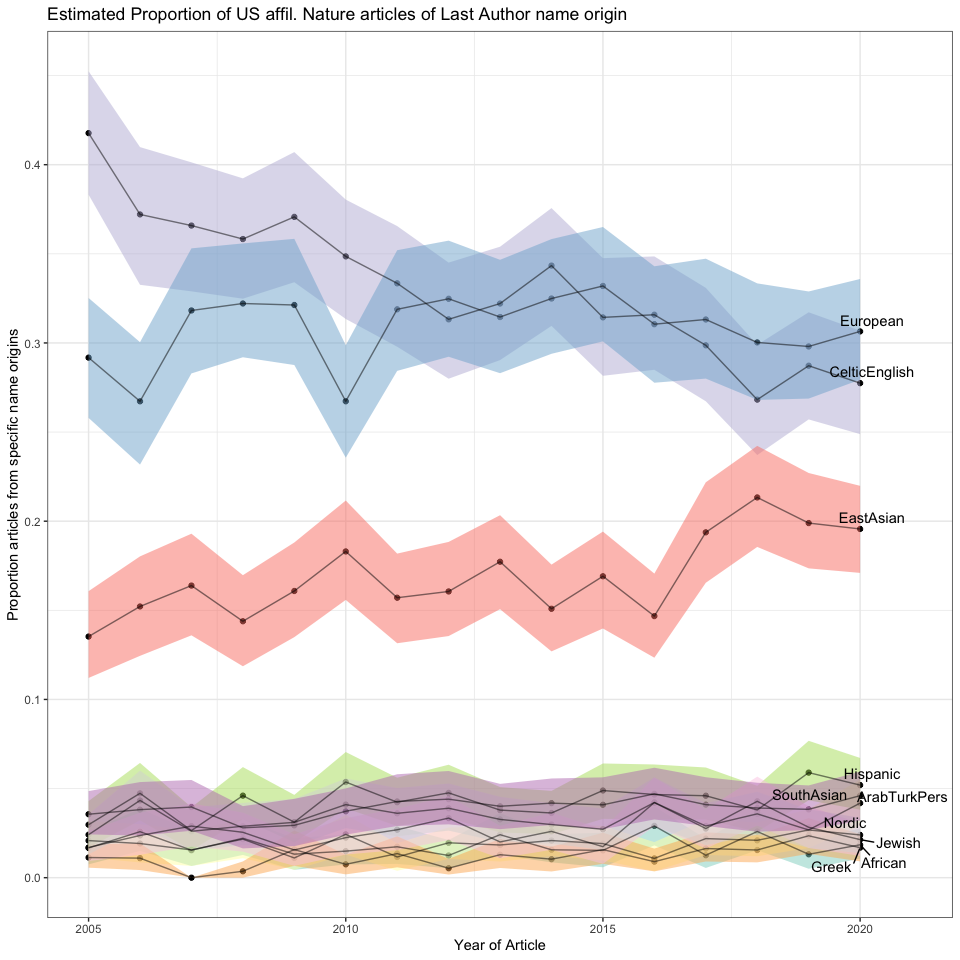 Estimated Proportion of US affil. Nature articles of Last Author name origin
Proportion articles from specific name origins
0.4
0.3
0.2
0.1
0.0
European
CelticEnglish
EastAsian
Hispanic
SouthAsian
ArabTurkPers
Nordic
Jewish
African
Greek
2005
2010
2015
2020
Year of Article